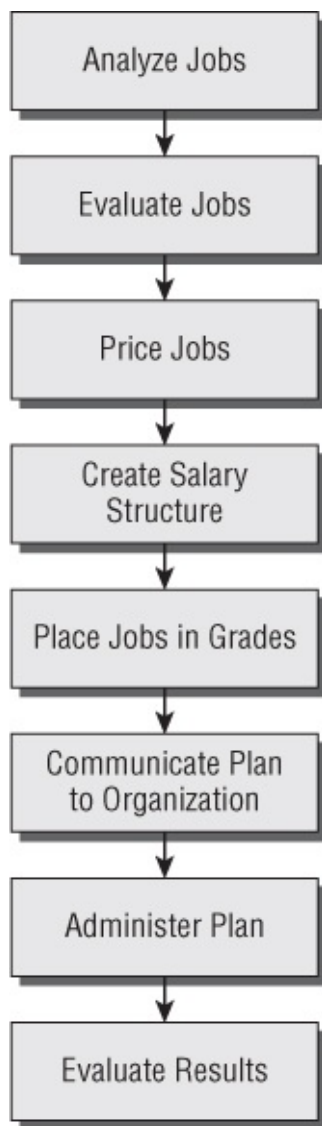 Analyze Jobs
Evaluate Jobs
Price Jobs
Create Salary
Structure
Place Jobs in Grades
Communicate Plan
to Organization
Administer Plan
Evaluate Results